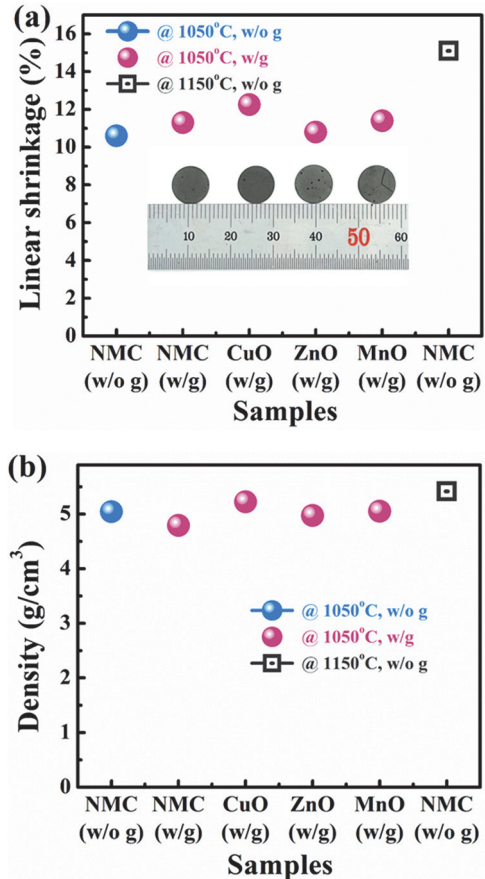 (a)
@ 1050°C, w/o g
@ 1050°C, w/g
@ 1150°C, w/o g
Linear shrinkage (%)
16
14
12
10
8
6
4
2
0
10 20 30 40 50 60
NMC CuO ZnO MnO NMC
NMC
(w/o g) (w/g) (w/g) (w/g) (w/g) (w/o g)
Samples
(b)
Density (g/cm³)
5
4
3
2
1
0
@ 1050°C, w/o g
@ 1050°C, w/g
@ 1150°C, w/o g
NMC NMC CuO ZnO MnO NMC
(w/o g) (w/g) (w/g) (w/g) (w/g) (w/o g)
Samples